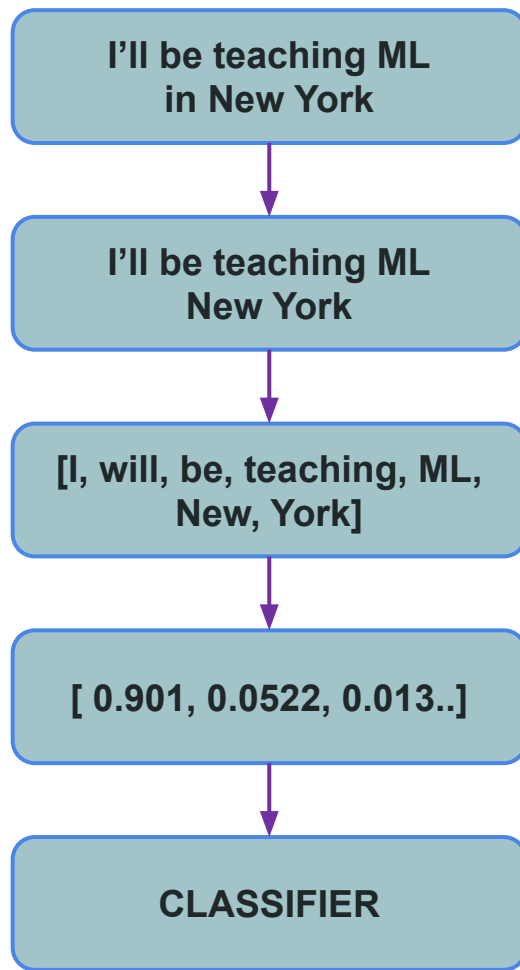 I’ll be teaching ML
in New York
I’ll be teaching ML
New York
[I, will, be, teaching, ML,
New, York]
[ 0.901, 0.0522, 0.013..]
CLASSIFIER